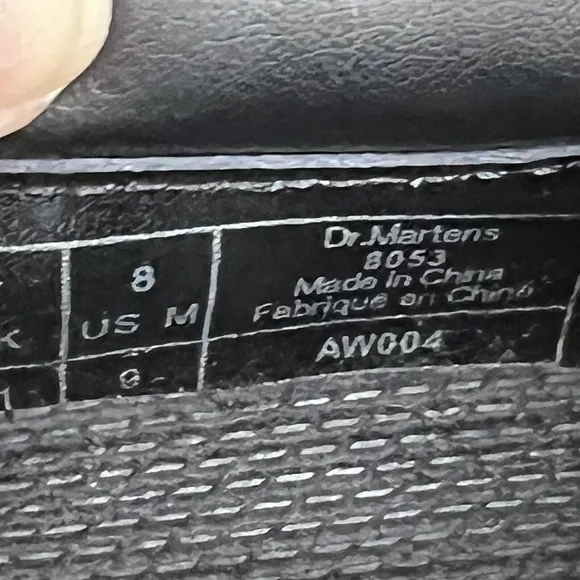 8
US M
Dr.Martens
8053
Made in China
Fabrique en Chine
AW004